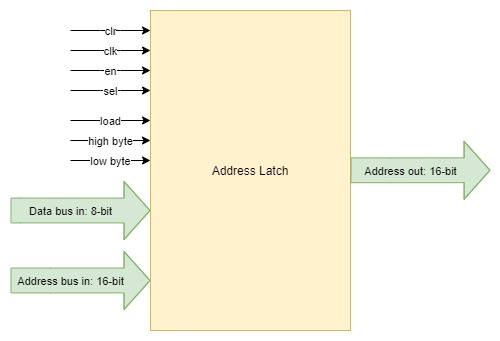 clr
clk
en
sel
load
high byte
low byte
Address Latch
Address out: 16-bit
Data bus in: 8-bit
Address bus in: 16-bit